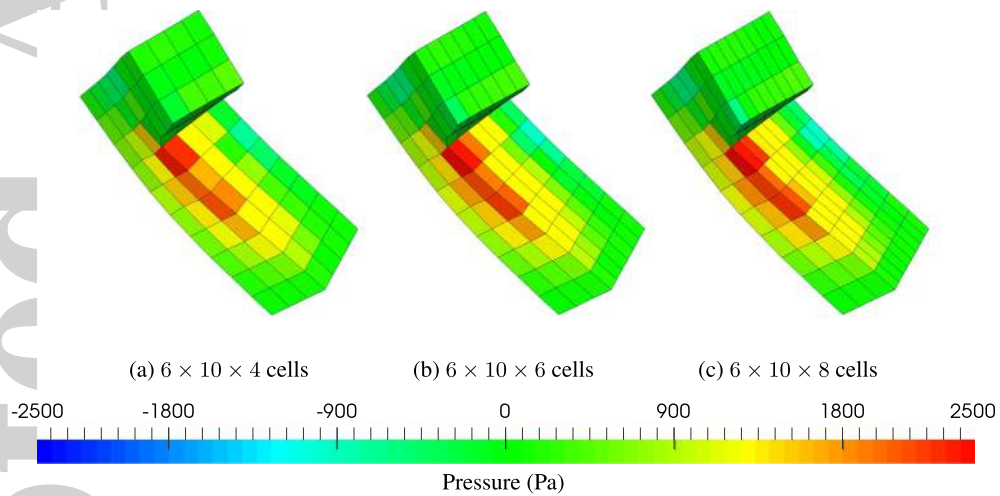 (a) 6 × 10 × 4 cells
(b) 6 × 10 × 6 cells
(c) 6 × 10 × 8 cells
-2500 -1800 -900 0 900 1800 2500
Pressure (Pa)